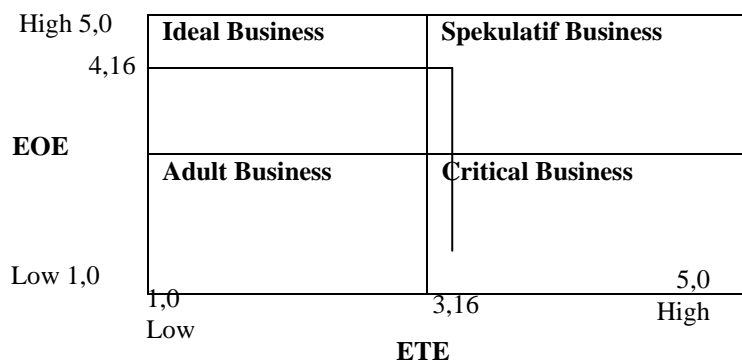 High 5,0
Ideal Business
Spekulatif Business
4,16
EOE
Adult Business
Critical Business
Low 1,0
5,0
1,0
3,16
High
Low
ETE